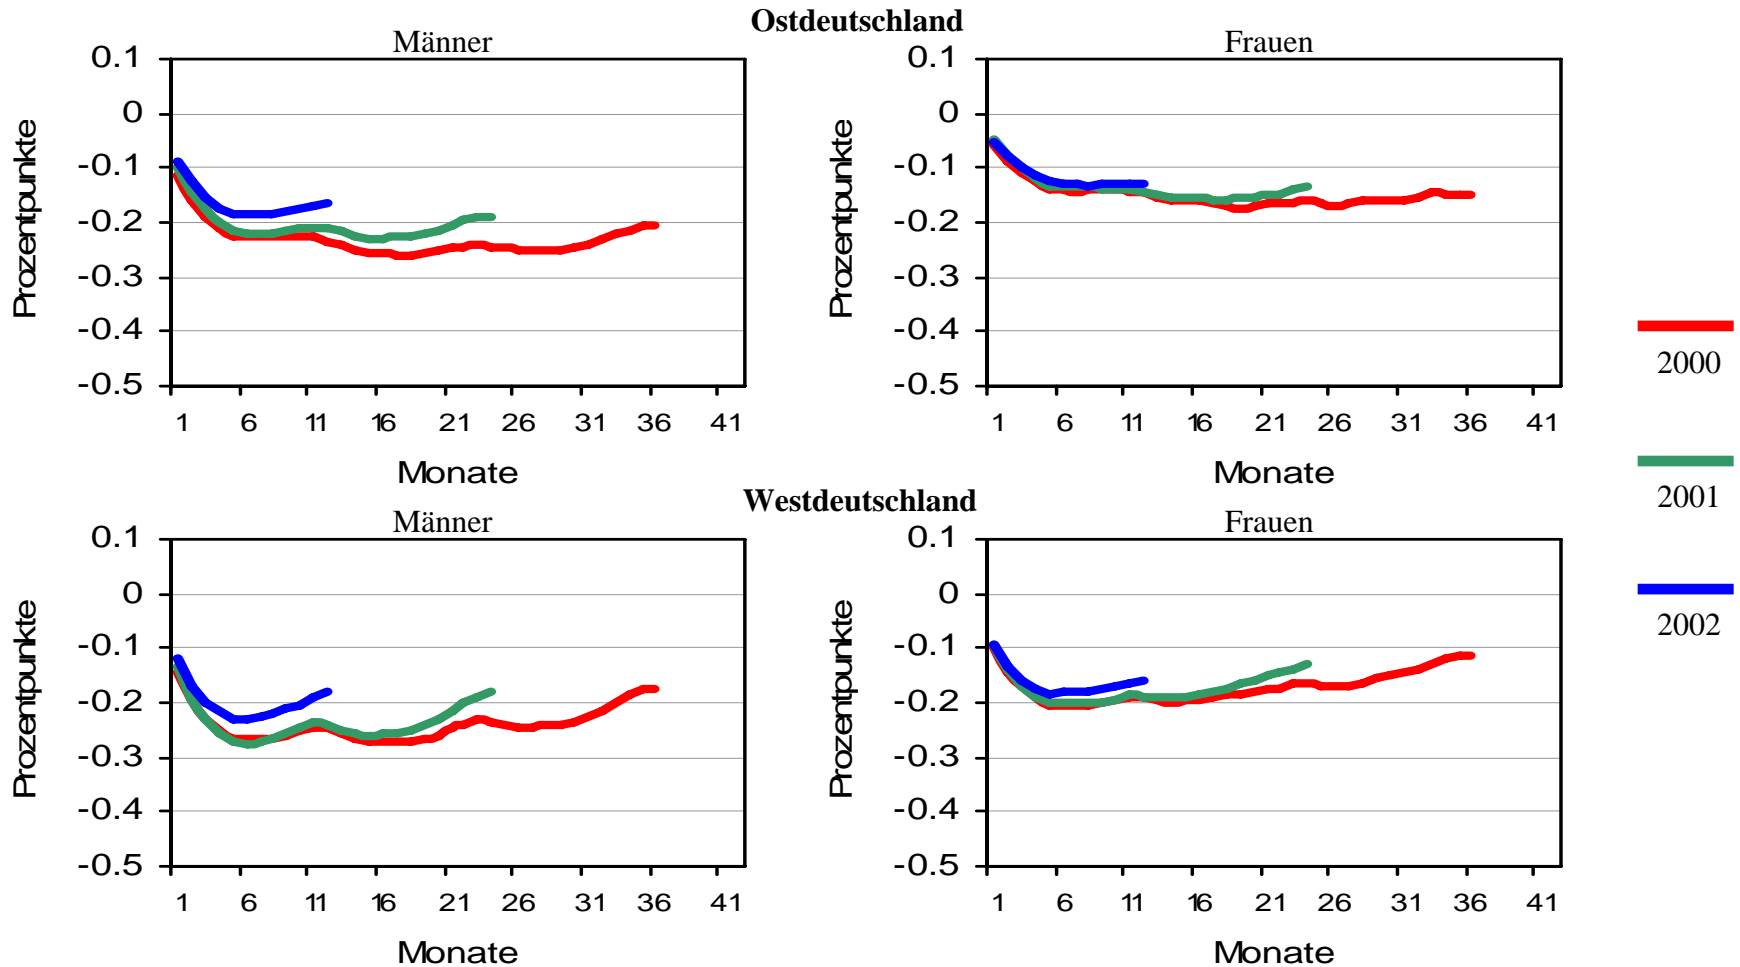 Ostdeutschland
Männer
Frauen
Prozentpunkte
0.1
0
-0.1
-0.2
-0.3
-0.4
-0.5
1 6 11 16 21 26 31 36 41
Monate
Prozentpunkte
0.1
0
-0.1
-0.2
-0.3
-0.4
-0.5
1 6 11 16 21 26 31 36 41
Monate
Westdeutschland
Männer
Frauen
Prozentpunkte
0.1
0
-0.1
-0.2
-0.3
-0.4
-0.5
1 6 11 16 21 26 31 36 41
Monate
Prozentpunkte
0.1
0
-0.1
-0.2
-0.3
-0.4
-0.5
1 6 11 16 21 26 31 36 41
Monate
2000
2001
2002